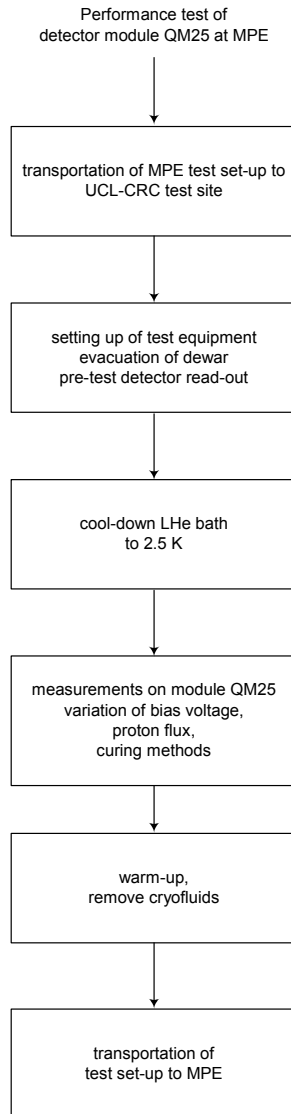 Performance test of
detector module QM25 at MPE
transportation of MPE test set-up to
UCL-CRC test site
setting up of test equipment
evacuation of dewar
pre-test detector read-out
cool-down LHe bath
to 2.5 K
measurements on module QM25
variation of bias voltage,
proton flux,
curing methods
warm-up,
remove cryofluids
transportation of
test set-up to MPE